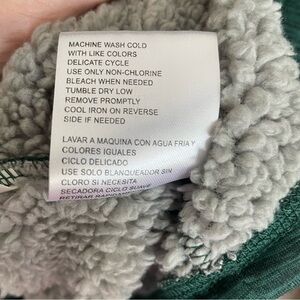 MACHINE WASH COLD
WITH LIKE COLORS
DELICATE CYCLE
USE ONLY NON-CHLORINE
BLEACH WHEN NEEDED
TUMBLE DRY LOW
REMOVE PROMPTLY
COOL IRON ON REVERSE
SIDE IF NEEDED
LAVAR A MAQUINA CON AGUA FRIA Y
COLORES IGUALES
CICLO DELICADO
USE SOLO BLANQUEADOR SIN
CLORO SI NECESITA
SECADORA CICLO SUAVE
RETIRAR